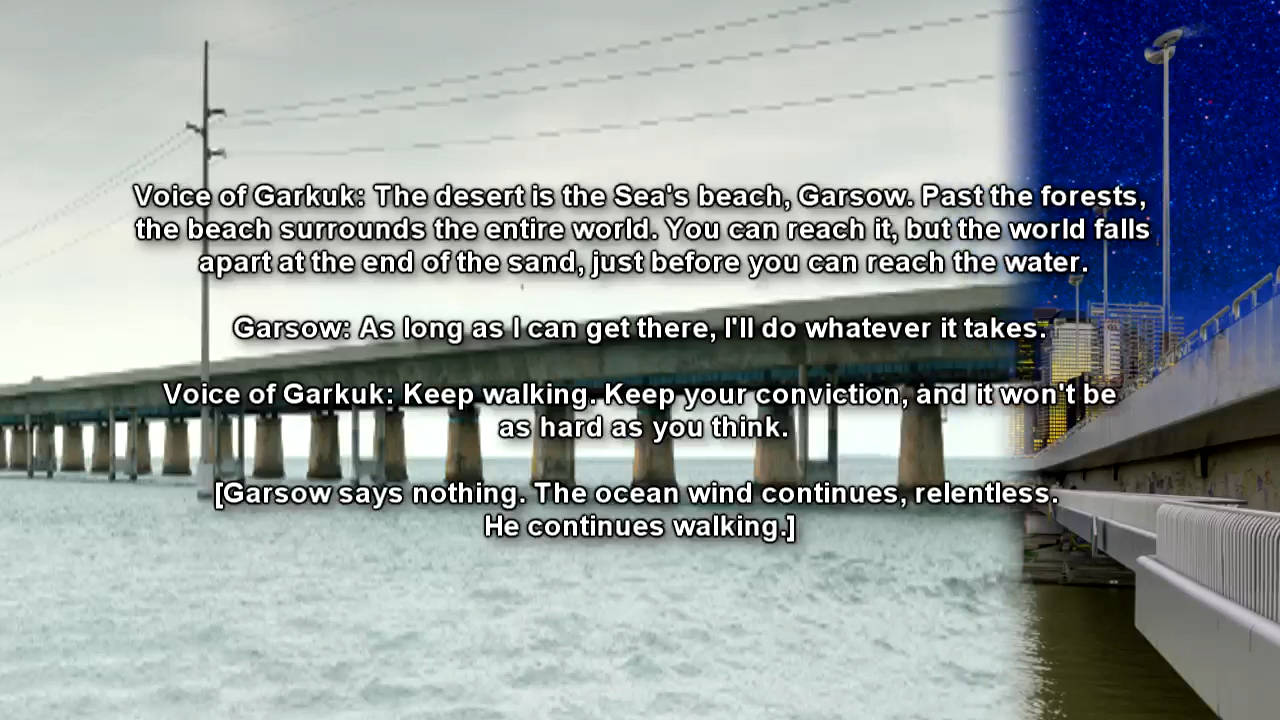 Voice of Garkuk: The desert is the Sea's beach, Garsow. Past the forests,
the beach surrounds the entire world. You can reach it, but the world falls
apart at the end of the sand, just before you can reach the water.
Garsow: As long as I can get there, I'll do whatever it takes.
Voice of Garkuk: Keep walking. Keep your conviction, and it won't be
as hard as you think.
[Garsow says nothing. The ocean wind continues, relentless.
He continues walking.]